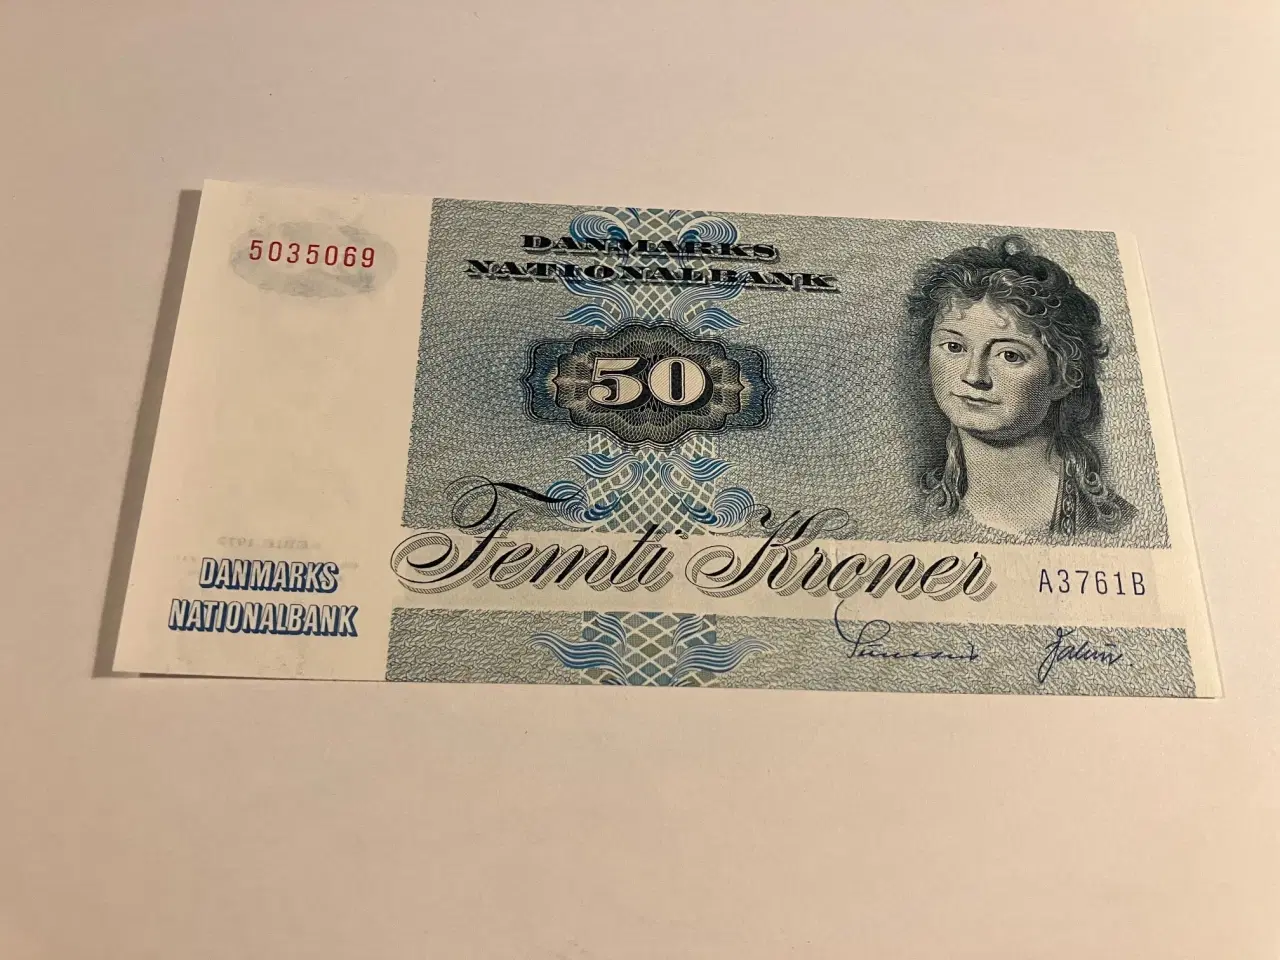 5035069
DANMARKS
NATIONALBANK
50
Femti Kroner
A3761B
DANMARKS
NATIONALBANK